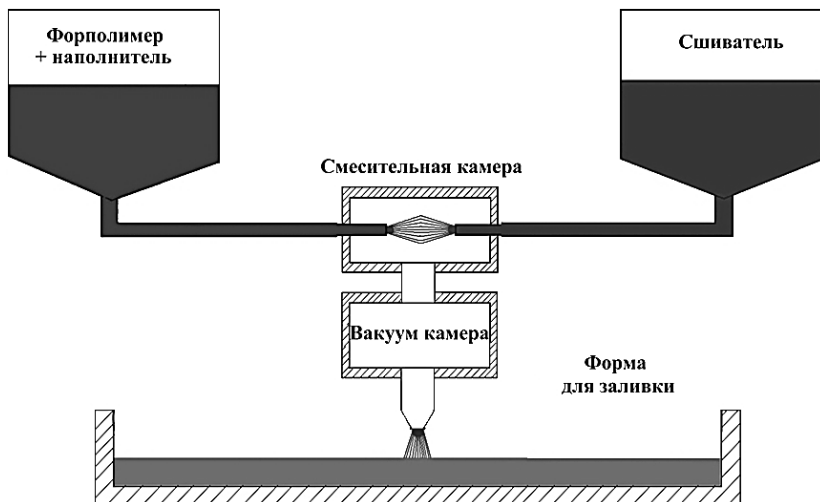 Форполимер
+ наполнитель
Сшиватель
Смесительная камера
Вакуум камера
Форма
для заливки